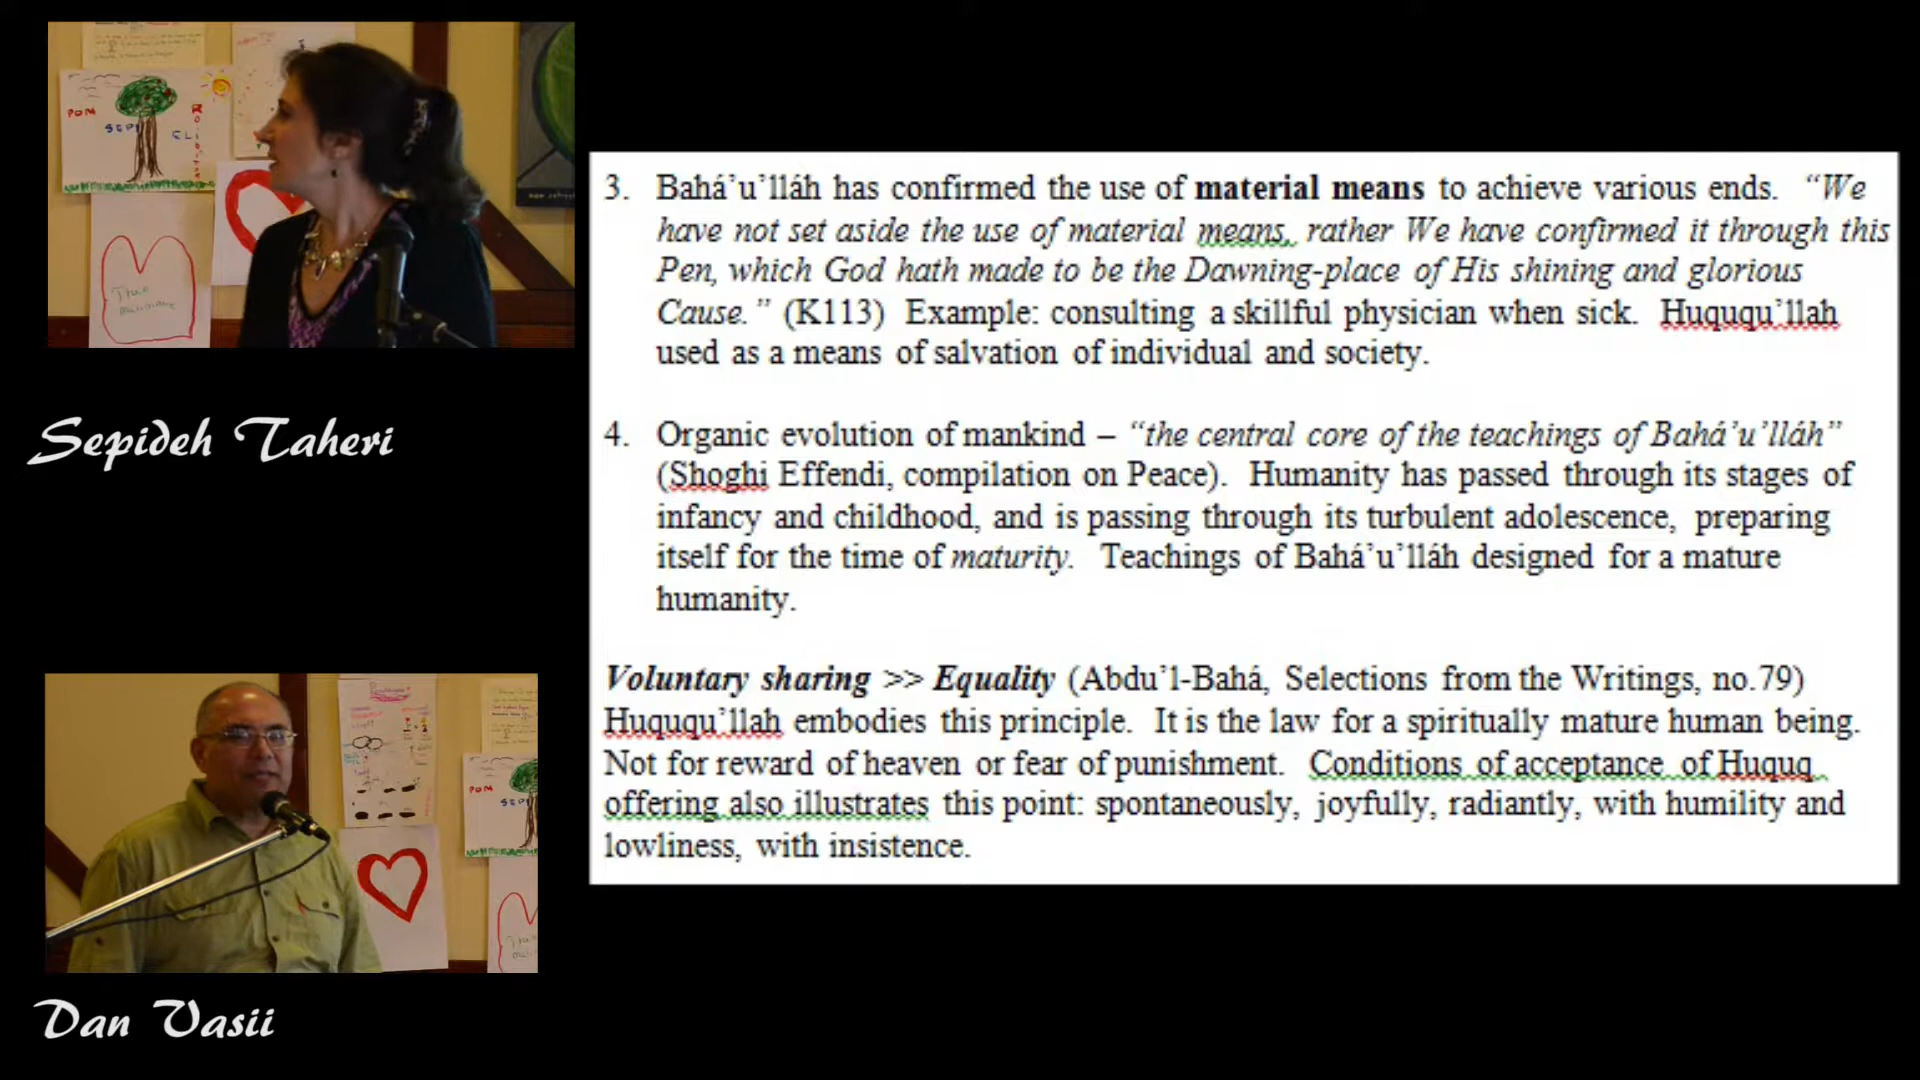 POM
SEPI
ELI
Sepideh Taheri
Dan Vasii
POM
SEPI
3. Bahá’u’lláh has confirmed the use of material means to achieve various ends. “We
have not set aside the use of material means, rather We have confirmed it through this
Pen, which God hath made to be the Dawning-place of His shining and glorious
Cause.” (K113) Example: consulting a skillful physician when sick. Huququ’llah
used as a means of salvation of individual and society.
4. Organic evolution of mankind – “the central core of the teachings of Bahá’u’lláh”
(Shoghi Effendi, compilation on Peace). Humanity has passed through its stages of
infancy and childhood, and is passing through its turbulent adolescence, preparing
itself for the time of maturity. Teachings of Bahá’u’lláh designed for a mature
humanity.
Voluntary sharing >> Equality (Abdu’l-Bahá, Selections from the Writings, no.79)
Huququ’llah embodies this principle. It is the law for a spiritually mature human being.
Not for reward of heaven or fear of punishment. Conditions of acceptance of Huquq
offering also illustrates this point: spontaneously, joyfully, radiantly, with humility and
lowliness, with insistence.